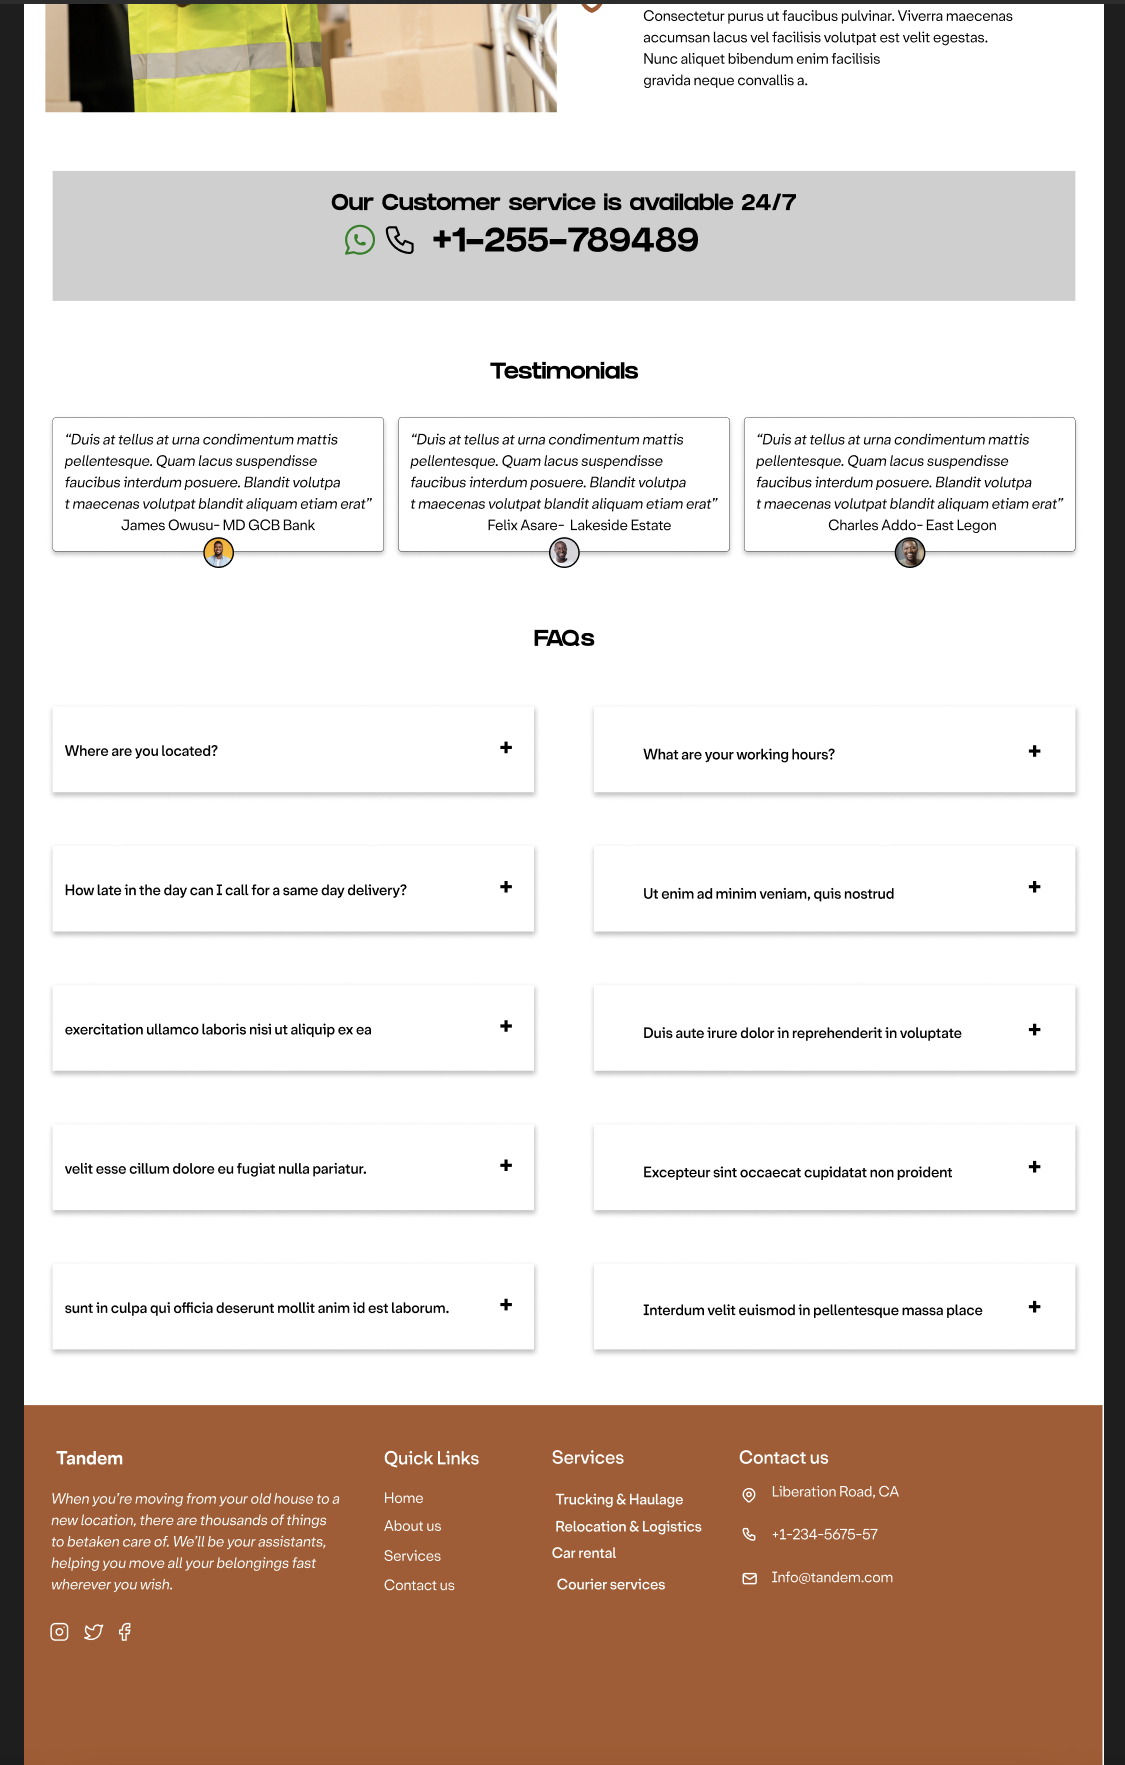 Consectetur purus ut faucibus pulvinar. Viverra maecenas
accumsan lacus vel facilisis volutpat est velit egestas.
Nunc aliquet bibendum enim facilisis
gravida neque convallis a.
Our Customer service is available 24/7
+1-255-789489
Testimonials
“Duis at tellus at urna condimentum mattis
pellentesque. Quam lacus suspendisse
faucibus interdum posuere. Blandit volutpa
t maecenas volutpat blandit aliquam etiam erat”
James Owusu- MD GCB Bank
“Duis at tellus at urna condimentum mattis
pellentesque. Quam lacus suspendisse
faucibus interdum posuere. Blandit volutpa
t maecenas volutpat blandit aliquam etiam erat”
Felix Asare- Lakeside Estate
“Duis at tellus at urna condimentum mattis
pellentesque. Quam lacus suspendisse
faucibus interdum posuere. Blandit volutpa
t maecenas volutpat blandit aliquam etiam erat”
Charles Addo- East Legon
FAQs
Where are you located? +
What are your working hours? +
How late in the day can I call for a same day delivery? +
Ut enim ad minim veniam, quis nostrud +
exercitation ullamco laboris nisi ut aliquip ex ea +
Duis aute irure dolor in reprehenderit in voluptate +
velit esse cillum dolore eu fugiat nulla pariatur. +
Excepteur sint occaecat cupidatat non proident +
sunt in culpa qui officia deserunt mollit anim id est laborum. +
Interdum velit euismod in pellentesque massa place +
Tandem
When you’re moving from your old house to a
new location, there are thousands of things
to betaken care of. We’ll be your assistants,
helping you move all your belongings fast
wherever you wish.
Quick Links
Home
About us
Services
Contact us
Services
Trucking & Haulage
Relocation & Logistics
Car rental
Courier services
Contact us
Liberation Road, CA
+1-234-5675-57
Info@tandem.com